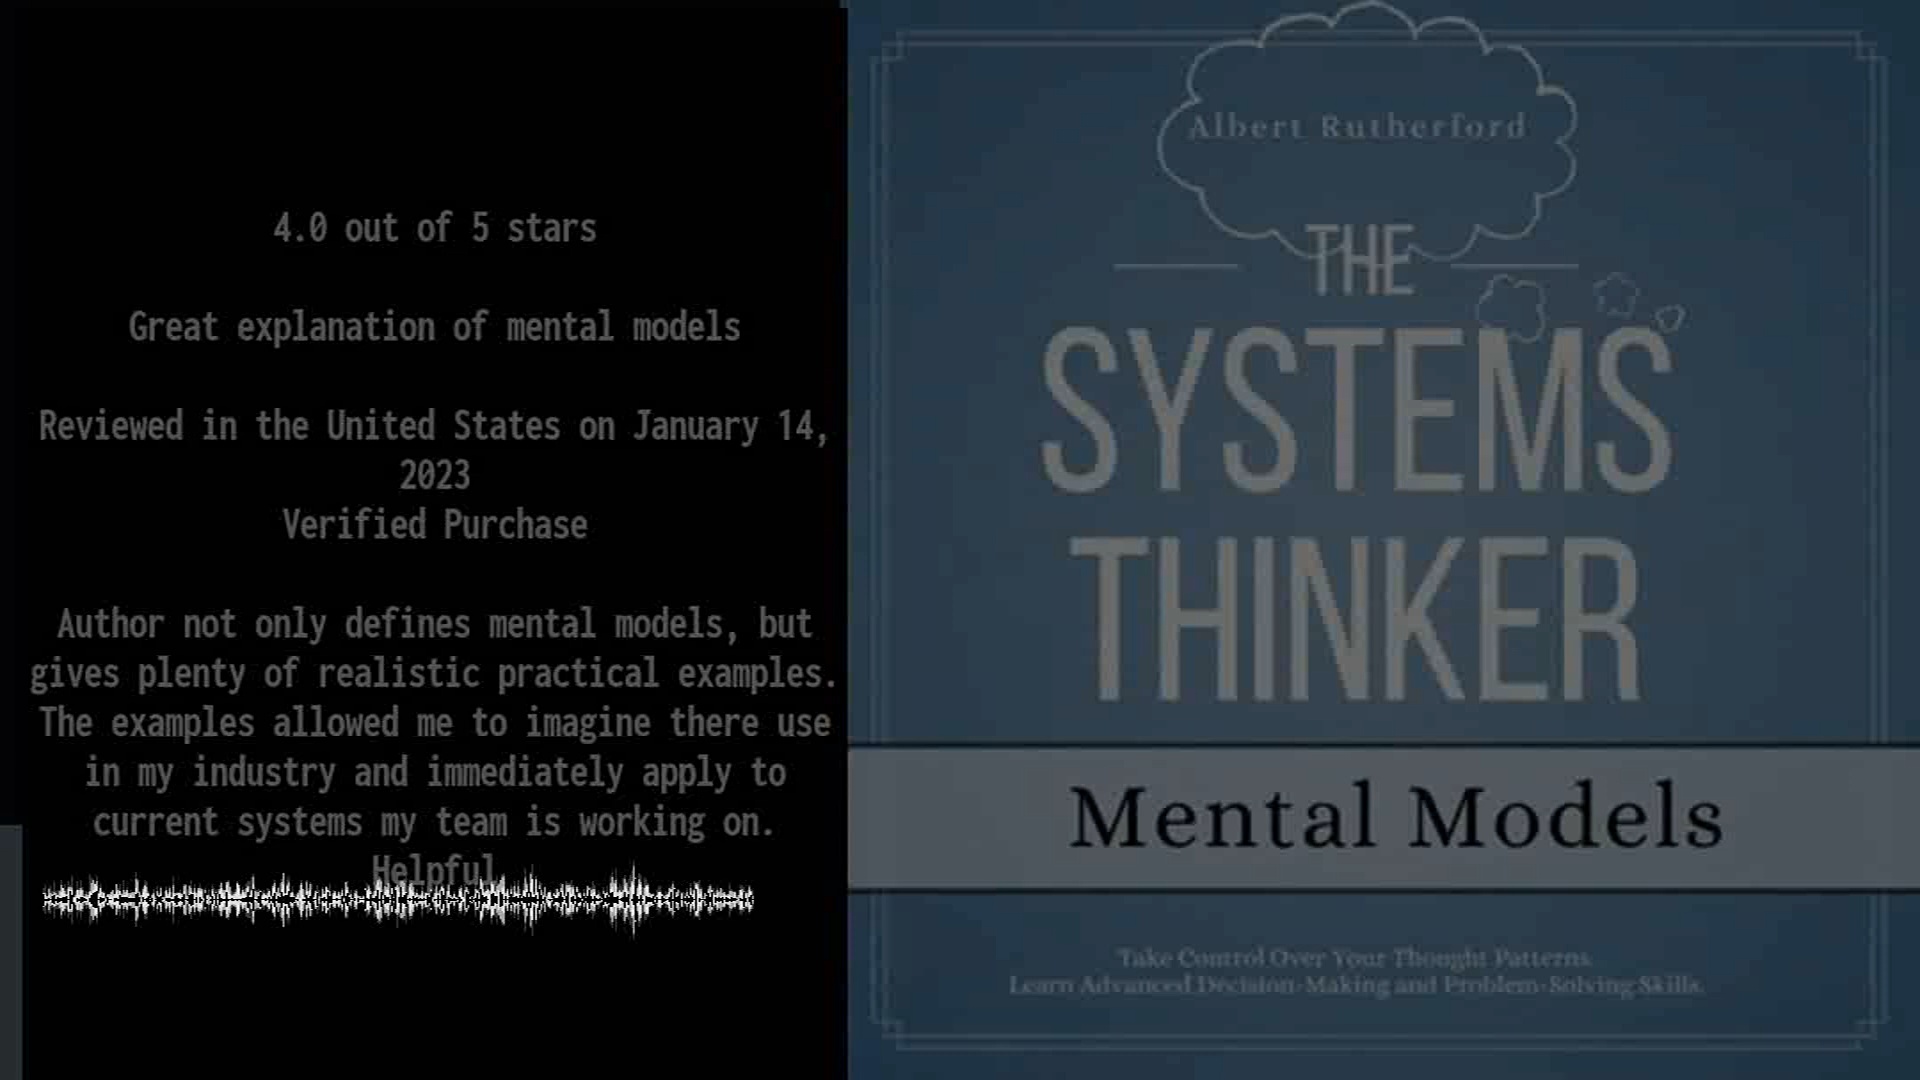 4.0 out of 5 stars
Great explanation of mental models
Reviewed in the United States on January 14,
2023
Verified Purchase
Author not only defines mental models, but
gives plenty of realistic practical examples.
The examples allowed me to imagine there use
in my industry and immediately apply to
current systems my team is working on.
Helpful
Albert Rutherford
THE
SYSTEMS
THINKER
Mental Models
Take Control Over Your Thought Patterns.
Learn Advanced Decision-Making and Problem-Solving Skills.